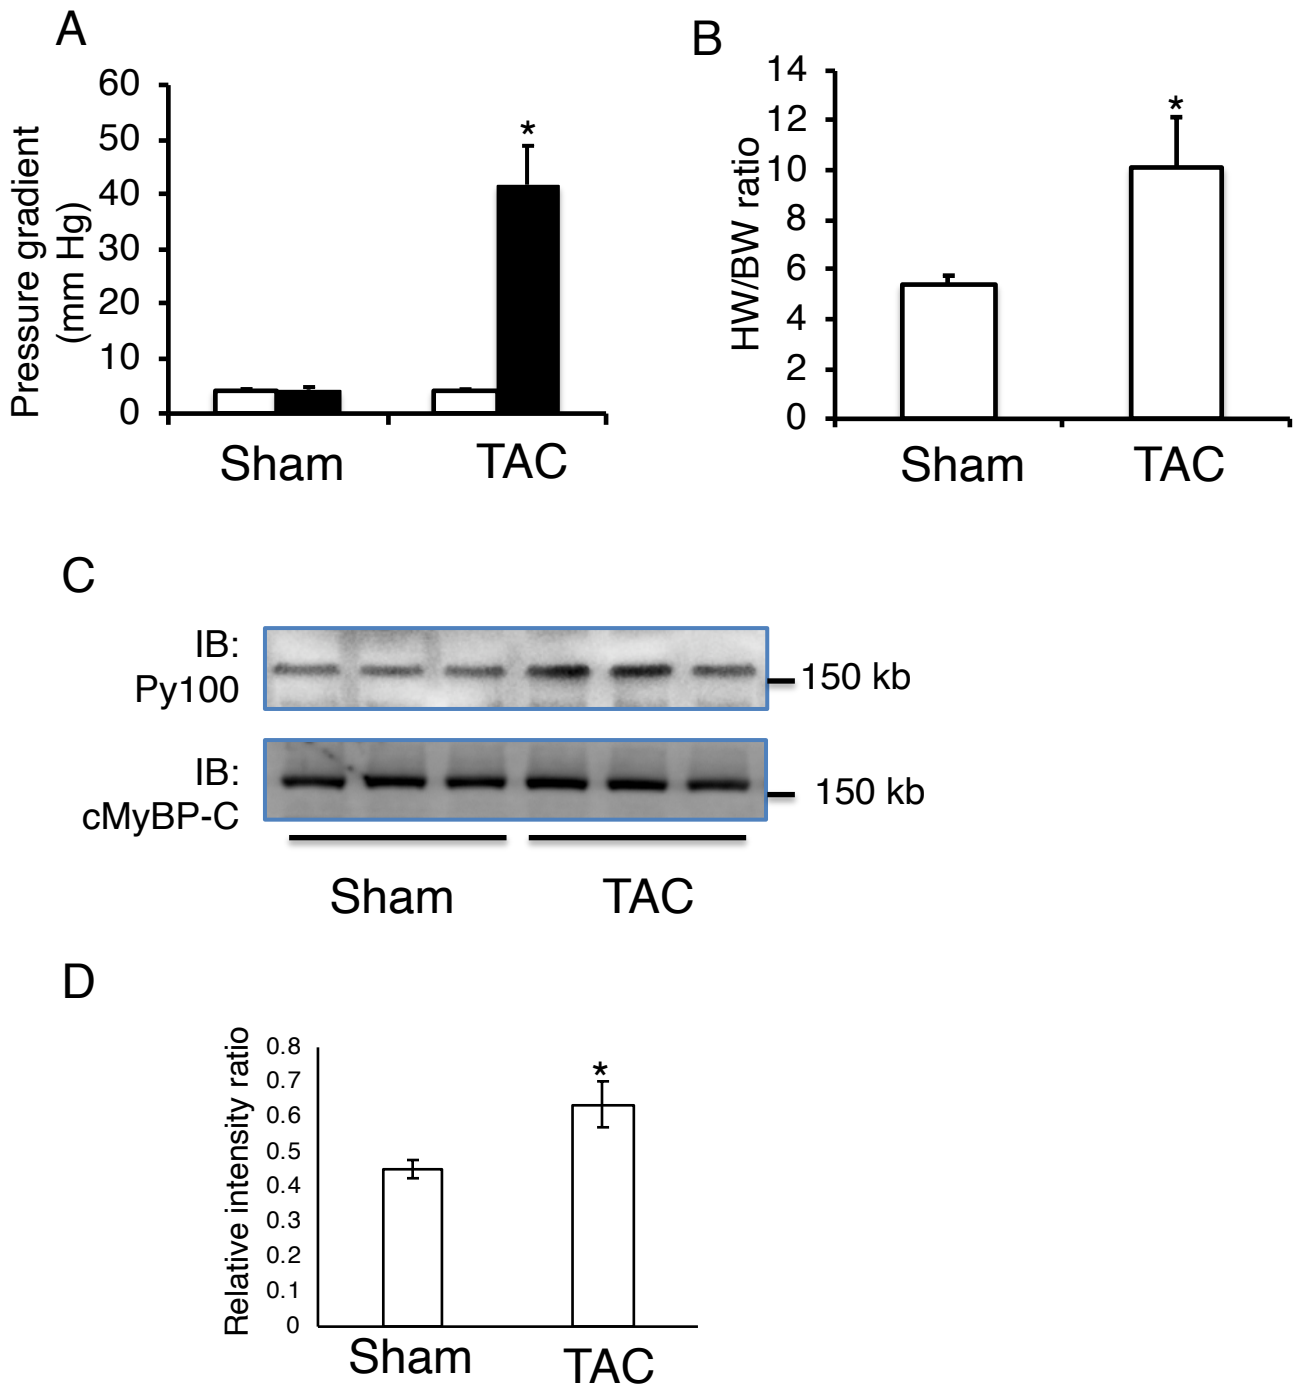 A
Pressure gradient
(mm Hg)
60
50
40
30
20
10
0
*
Sham
TAC
B
HW/BW ratio
14
12
10
8
6
4
2
0
*
Sham
TAC
C
IB:
Py100
150 kb
IB:
cMyBP-C
150 kb
Sham
TAC
D
Relative intensity ratio
0.8
0.7
0.6
0.5
0.4
0.3
0.2
0.1
0
*
Sham
TAC